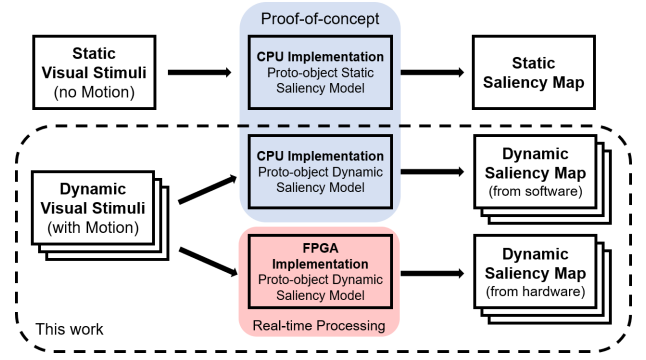 Proof-of-concept
Static
Visual Stimuli
(no Motion)
CPU Implementation
Proto-object Static
Saliency Model
Static
Saliency Map
Dynamic
Visual Stimuli
(with Motion)
CPU Implementation
Proto-object Dynamic
Saliency Model
Dynamic
Saliency Map
(from software)
FPGA
Implementation
Proto-object Dynamic
Saliency Model
Dynamic
Saliency Map
(from hardware)
Real-time Processing
This work